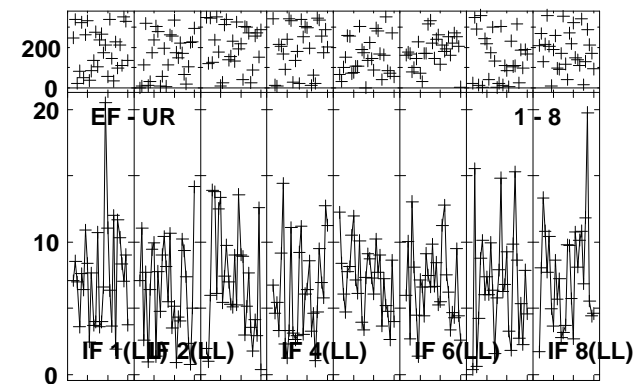 200
0
20
EF - UR 1 - 8
10
IF 1(LL) IF 2(LL) IF 4(LL) IF 6(LL) IF 8(LL)
0